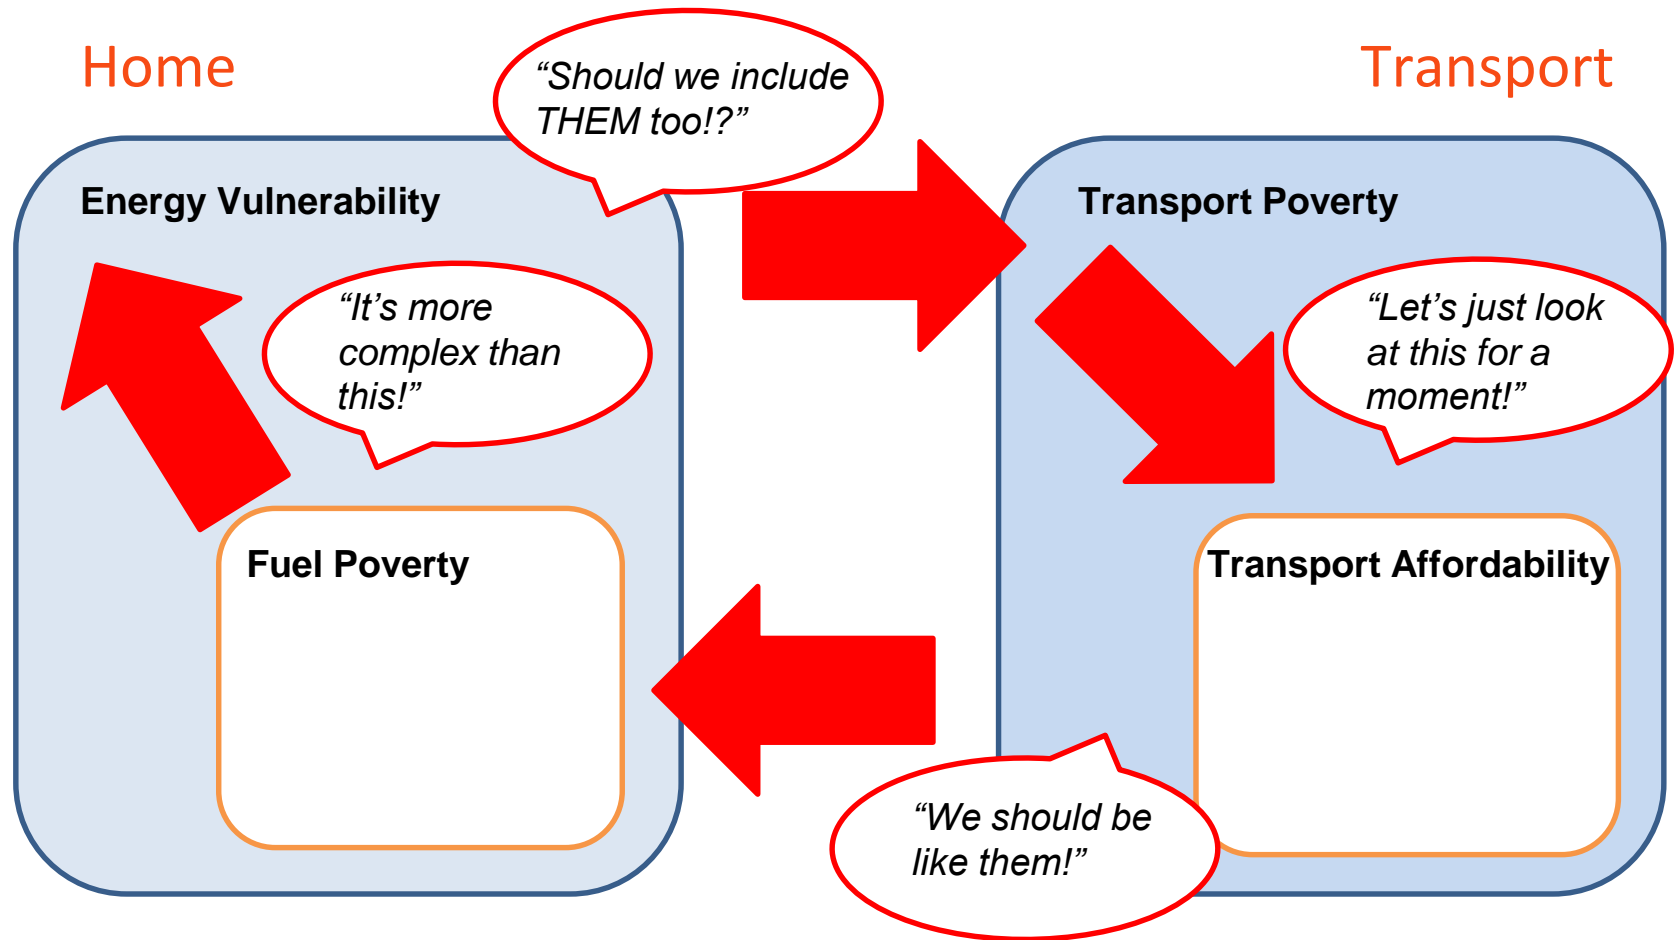 Home
Transport
“Should we include
THEM too!?”
Energy Vulnerability
Transport Poverty
“It’s more
complex than
this!”
“Let’s just look
at this for a
moment!”
Fuel Poverty
Transport Affordability
“We should be
like them!”